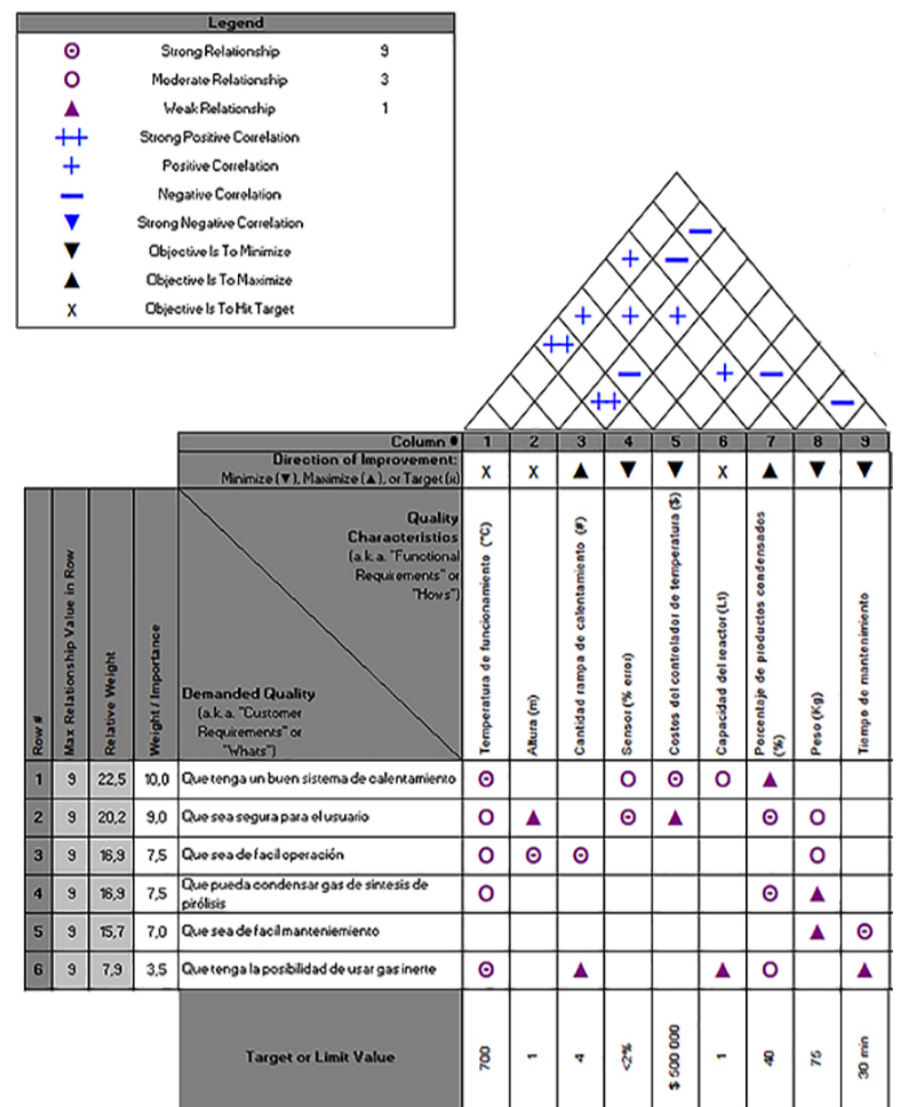 Legend
Strong Relationship 9
Moderate Relationship 3
Weak Relationship 1
Strong Positive Correlation
Positive Correlation
Negative Correlation
Strong Negative Correlation
Objective Is To Minimize
Objective Is To Maximize
X Objective Is To Hit Target
Column # 1 2 3 4 5 6 7 8 9
Direction of Improvement:
Minimize (▼), Maximize (▲), or Target (x) X X ▲ ▼ ▼ X ▲ ▼ ▼
Row #
Max Relationship Value in Row
Relative Weight
Weight / Importance
Quality
Characteristics
(a.k.a. "Functional
Requirements" or
"Hows")
Demanded Quality
(a.k.a. "Customer
Requirements" or
"Whats")
Temperatura de funcionamiento (°C)
Altura (m)
Cantidad rampa de calentamiento (#)
Sensor (% error)
Costos del controlador de temperatura ($)
Capacidad del reactor (Lt)
Porcentaje de productos condensados
(%)
Peso (Kg)
Tiempo de mantenimiento
1 9 22,5 10,0 Que tenga un buen sistema de calentamiento
2 9 20,2 9,0 Que sea segura para el usuario
3 9 16,9 7,5 Que sea de facil operación
4 9 16,9 7,5 Que pueda condensar gas de sintesis de
pirólisis
5 9 15,7 7,0 Que sea de facil manteniemiento
6 9 7,9 3,5 Que tenga la posibilidad de usar gas inerte
Target or Limit Value 700 1 4 <2% $ 500 000 1 40 75 30 min